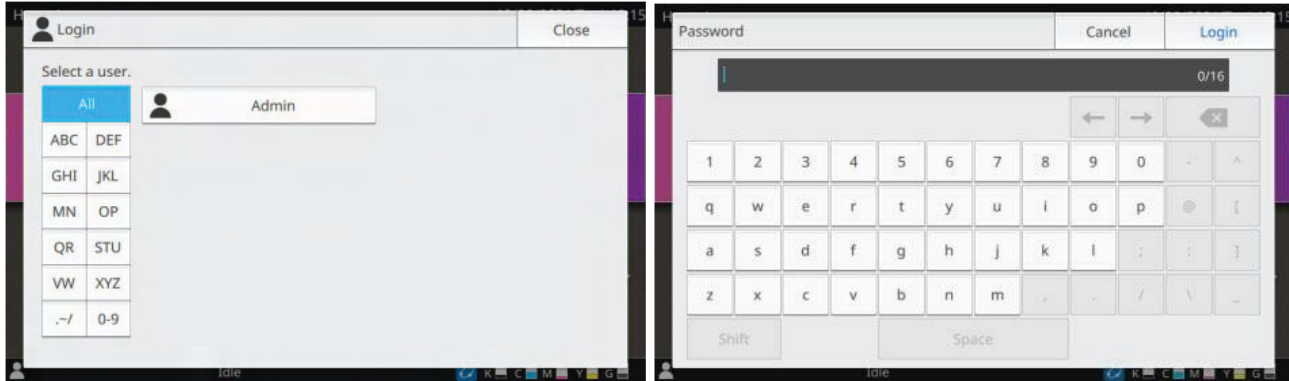 Login
Close
Select a user.
All
Admin
ABC DEF
GHI JKL
MN OP
QR STU
VW XYZ
.~/ 0-9
Idle
K C M Y G
Password
Cancel
Login
0/16
1 2 3 4 5 6 7 8 9 0 - ^
q w e r t y u i o p @ [
a s d f g h j k l ; : ]
z x c v b n m , . / \ _
Shift
Space
Idle
K C M Y G